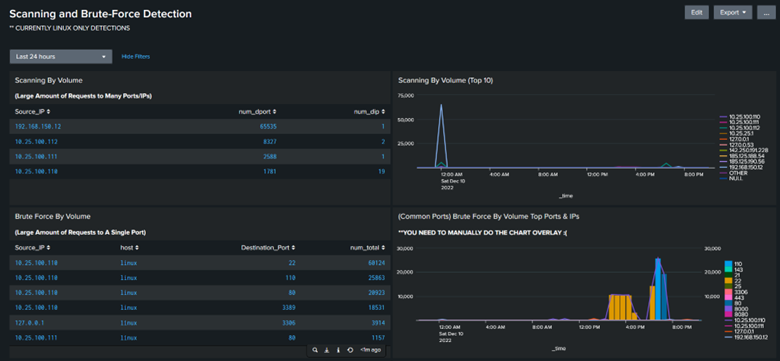 Scanning and Brute-Force Detection
** CURRENTLY LINUX ONLY DETECTIONS
Edit
Export
...
Last 24 hours
Hide Filters
Scanning By Volume
(Large Amount of Requests to Many Ports/IPs)
Source_IP num_dport num_dip
192.168.150.12 65535 1
10.25.100.112 8327 2
10.25.100.111 2508 1
10.25.100.110 1781 19
Scanning By Volume (Top 10)
75,000
50,000
25,000
12:00 AM 4:00 AM 8:00 AM 12:00 PM 4:00 PM 8:00 PM
Sat Dec 10
2022
_time
10.25.100.110
10.25.100.111
10.25.100.112
10.25.25.1
127.0.0.1
127.0.0.53
142.250.191.228
185.125.188.54
185.125.190.56
192.168.150.12
OTHER
NULL
Brute Force By Volume
(Large Amount of Requests to A Single Port)
Source_IP host Destination_Port num_total
10.25.100.110 linux 22 60124
10.25.100.110 linux 110 25863
10.25.100.110 linux 80 20923
10.25.100.110 linux 3389 18531
127.0.0.1 linux 3306 3914
10.25.100.111 linux 80 1157
<1m ago
(Common Ports) Brute Force By Volume Top Ports & IPs
**YOU NEED TO MANUALLY DO THE CHART OVERLAY :(
30,000 30,000
20,000 20,000
10,000 10,000
12:00 AM 4:00 AM 8:00 AM 12:00 PM 4:00 PM 8:00 PM
Sat Dec 10
2022
_time
110
143
21
22
25
3306
443
80
8000
8080
10.25.100.110
10.25.100.111
127.0.0.1
192.168.150.12